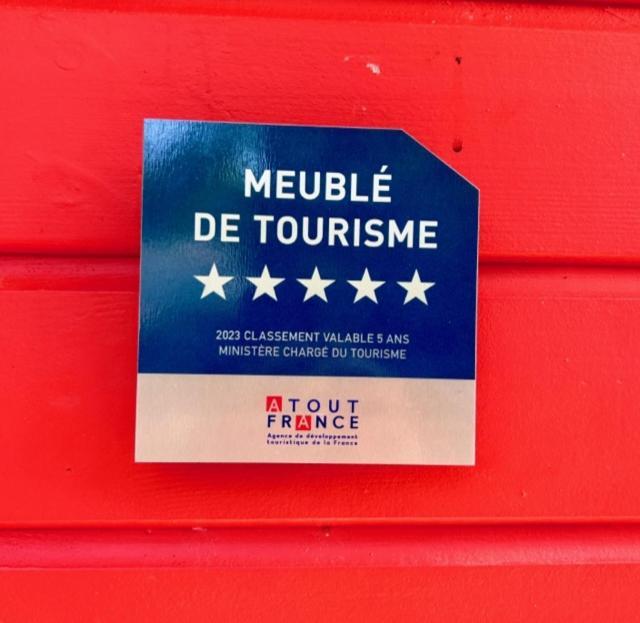 MEUBLÉ
DE TOURISME
2023 CLASSEMENT VALABLE 5 ANS
MINISTÈRE CHARGÉ DU TOURISME
ATOUT
FRANCE
Agence de développement
touristique de la France